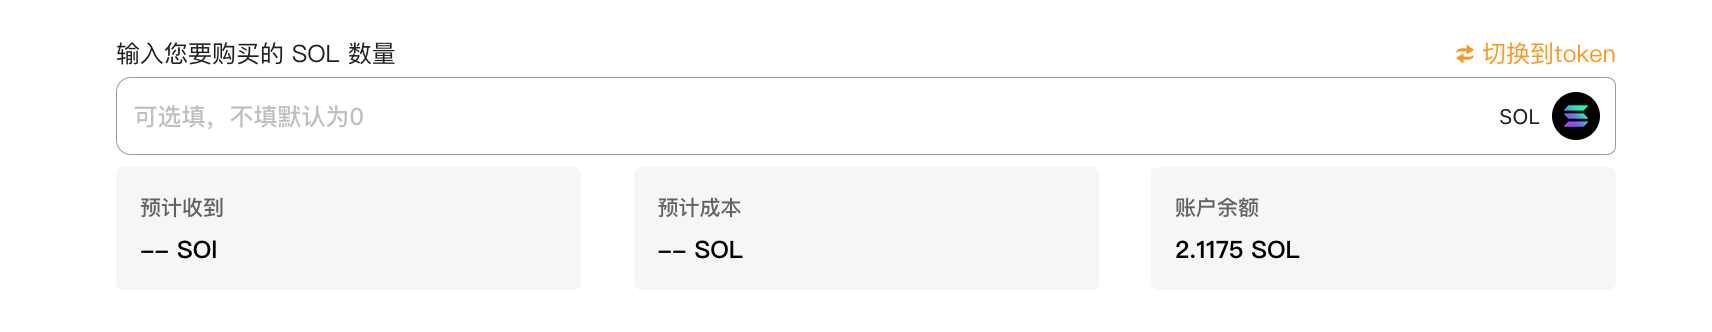 输入您要购买的 SOL 数量
切换到token
可选填，不填默认为0
SOL
预计收到
-- SOl
预计成本
-- SOL
账户余额
2.1175 SOL